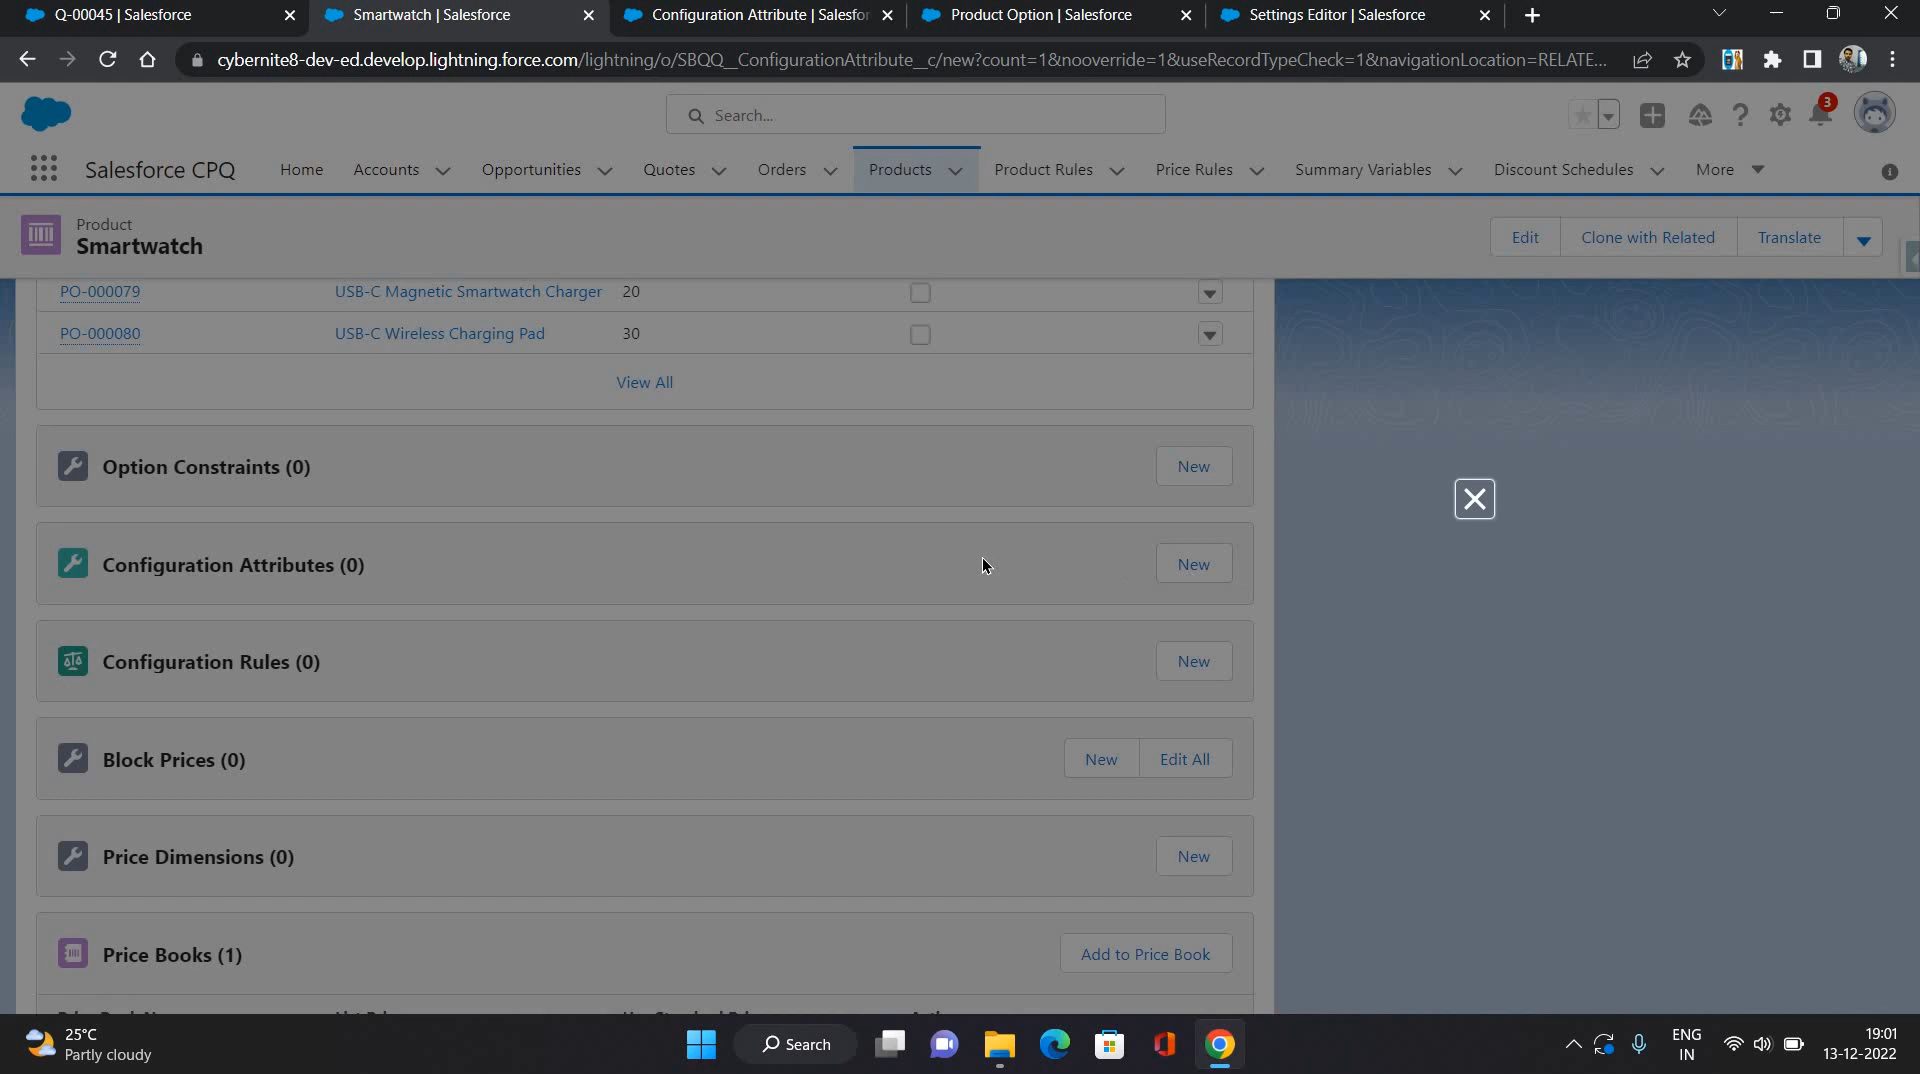 Q-00045 | Salesforce
Smartwatch | Salesforce
Configuration Attribute | Salesfor
Product Option | Salesforce
Settings Editor | Salesforce
cybernite8-dev-ed.develop.lightning.force.com/lightning/o/SBQQ__ConfigurationAttribute__c/new?count=1&nooverride=1&useRecordTypeCheck=1&navigationLocation=RELATE...
Search...
3
Salesforce CPQ
Home
Accounts
Opportunities
Quotes
Orders
Products
Product Rules
Price Rules
Summary Variables
Discount Schedules
More
Product
Smartwatch
Edit
Clone with Related
Translate
PO-000079 USB-C Magnetic Smartwatch Charger 20
PO-000080 USB-C Wireless Charging Pad 30
View All
Option Constraints (0)
New
Configuration Attributes (0)
New
Configuration Rules (0)
New
Block Prices (0)
New
Edit All
Price Dimensions (0)
New
Price Books (1)
Add to Price Book
25°C
Partly cloudy
Search
ENG
IN
19:01
13-12-2022